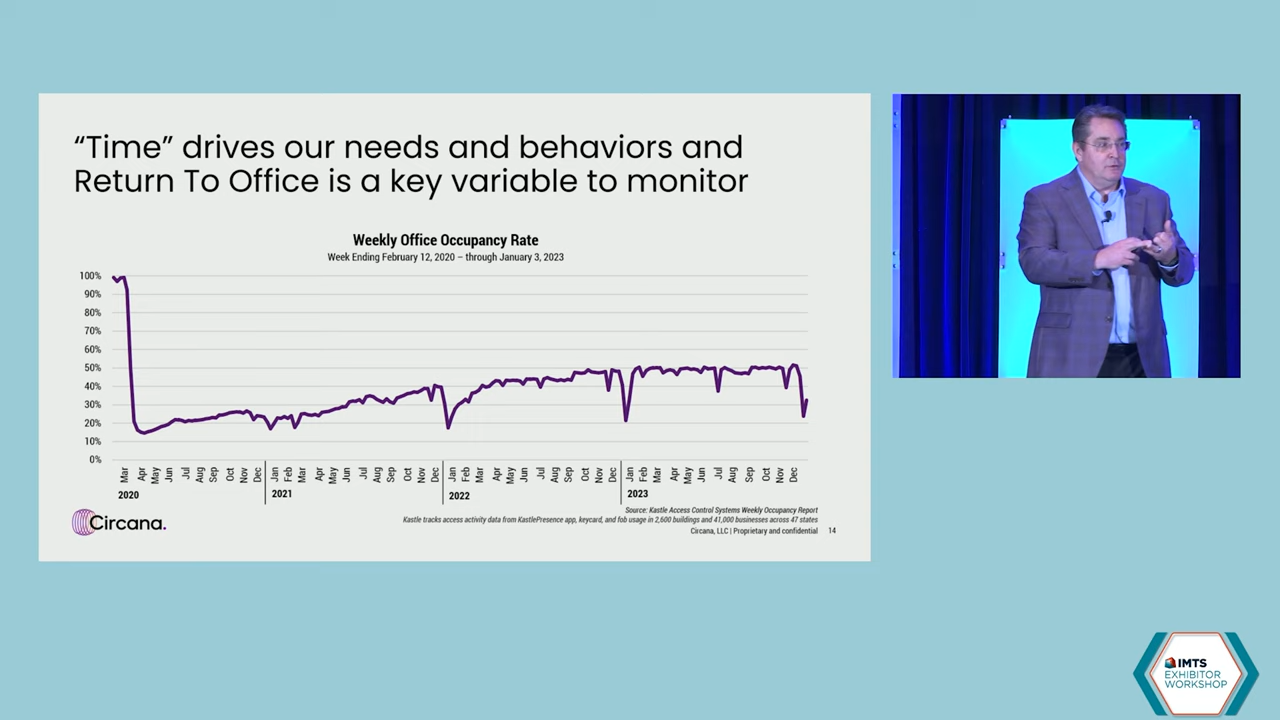 “Time” drives our needs and behaviors and
Return To Office is a key variable to monitor
Weekly Office Occupancy Rate
Week Ending February 12, 2020 – through January 3, 2023
100%
90%
80%
70%
60%
50%
40%
30%
20%
10%
0%
Mar Apr May Jun Jul Aug Sep Oct Nov Dec Jan Feb Mar Apr May Jun Jul Aug Sep Oct Nov Dec Jan Feb Mar Apr May Jun Jul Aug Sep Oct Nov Dec Jan Feb Mar Apr May Jun Jul Aug Sep Oct Nov Dec
2020 2021 2022 2023
Source: Kastle Access Control Systems Weekly Occupancy Report
Kastle tracks access activity data from KastlePresence app, keycard, and fob usage in 2,600 buildings and 41,000 businesses across 47 states
Circana, LLC | Proprietary and confidential 14
Circana.
IMTS
EXHIBITOR
WORKSHOP